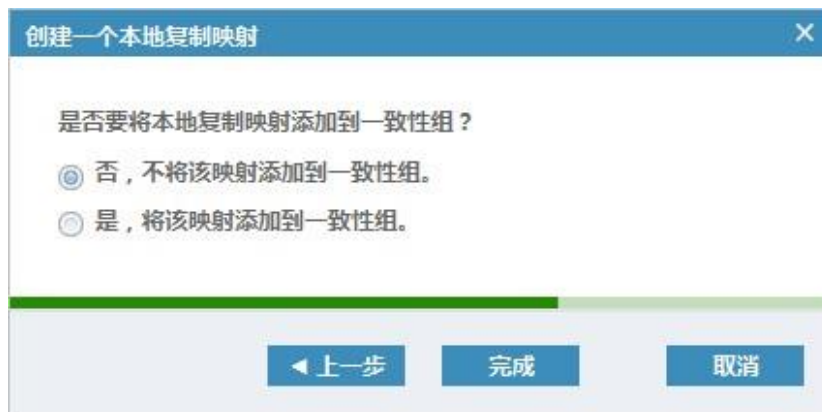 创建一个本地复制映射
是否要将本地复制映射添加到一致性组？
否，不将该映射添加到一致性组。
是，将该映射添加到一致性组。
上一步 完成 取消